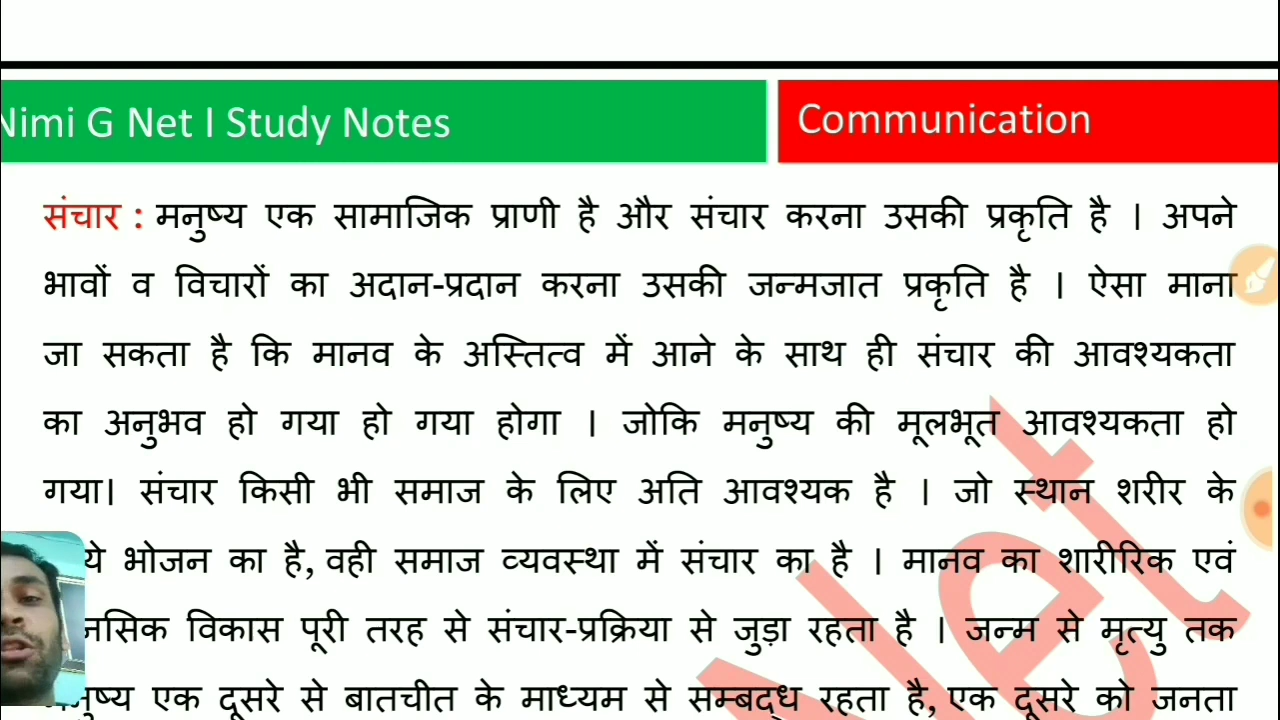 Nimi G Net I Study Notes
Communication
संचार : मनुष्य एक सामाजिक प्राणी है और संचार करना उसकी प्रकृति है । अपने
भावों व विचारों का अदान-प्रदान करना उसकी जन्मजात प्रकृति है । ऐसा माना
जा सकता है कि मानव के अस्तित्व में आने के साथ ही संचार की आवश्यकता
का अनुभव हो गया हो गया होगा । जोकि मनुष्य की मूलभूत आवश्यकता हो
गया। संचार किसी भी समाज के लिए अति आवश्यक है । जो स्थान शरीर के
ये भोजन का है, वही समाज व्यवस्था में संचार का है । मानव का शारीरिक एवं
नसिक विकास पूरी तरह से संचार-प्रक्रिया से जुड़ा रहता है । जन्म से मृत्यु तक
एक दूसरे से बातचीत के माध्यम से सम्बद्ध रहता है, एक दूसरे को जनता
Net